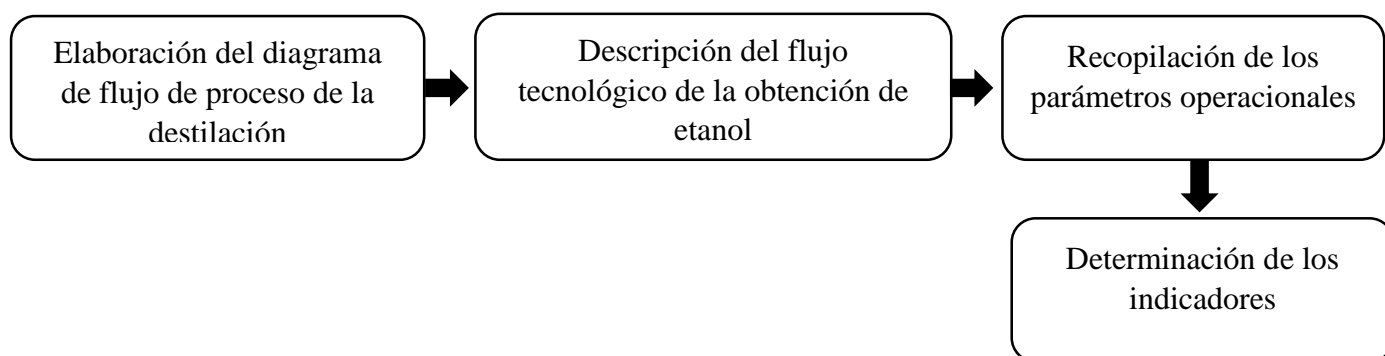 Elaboración del diagrama
de flujo de proceso de la
destilación
Descripción del flujo
tecnológico de la obtención de
etanol
Recopilación de los
parámetros operacionales
Determinación de los
indicadores